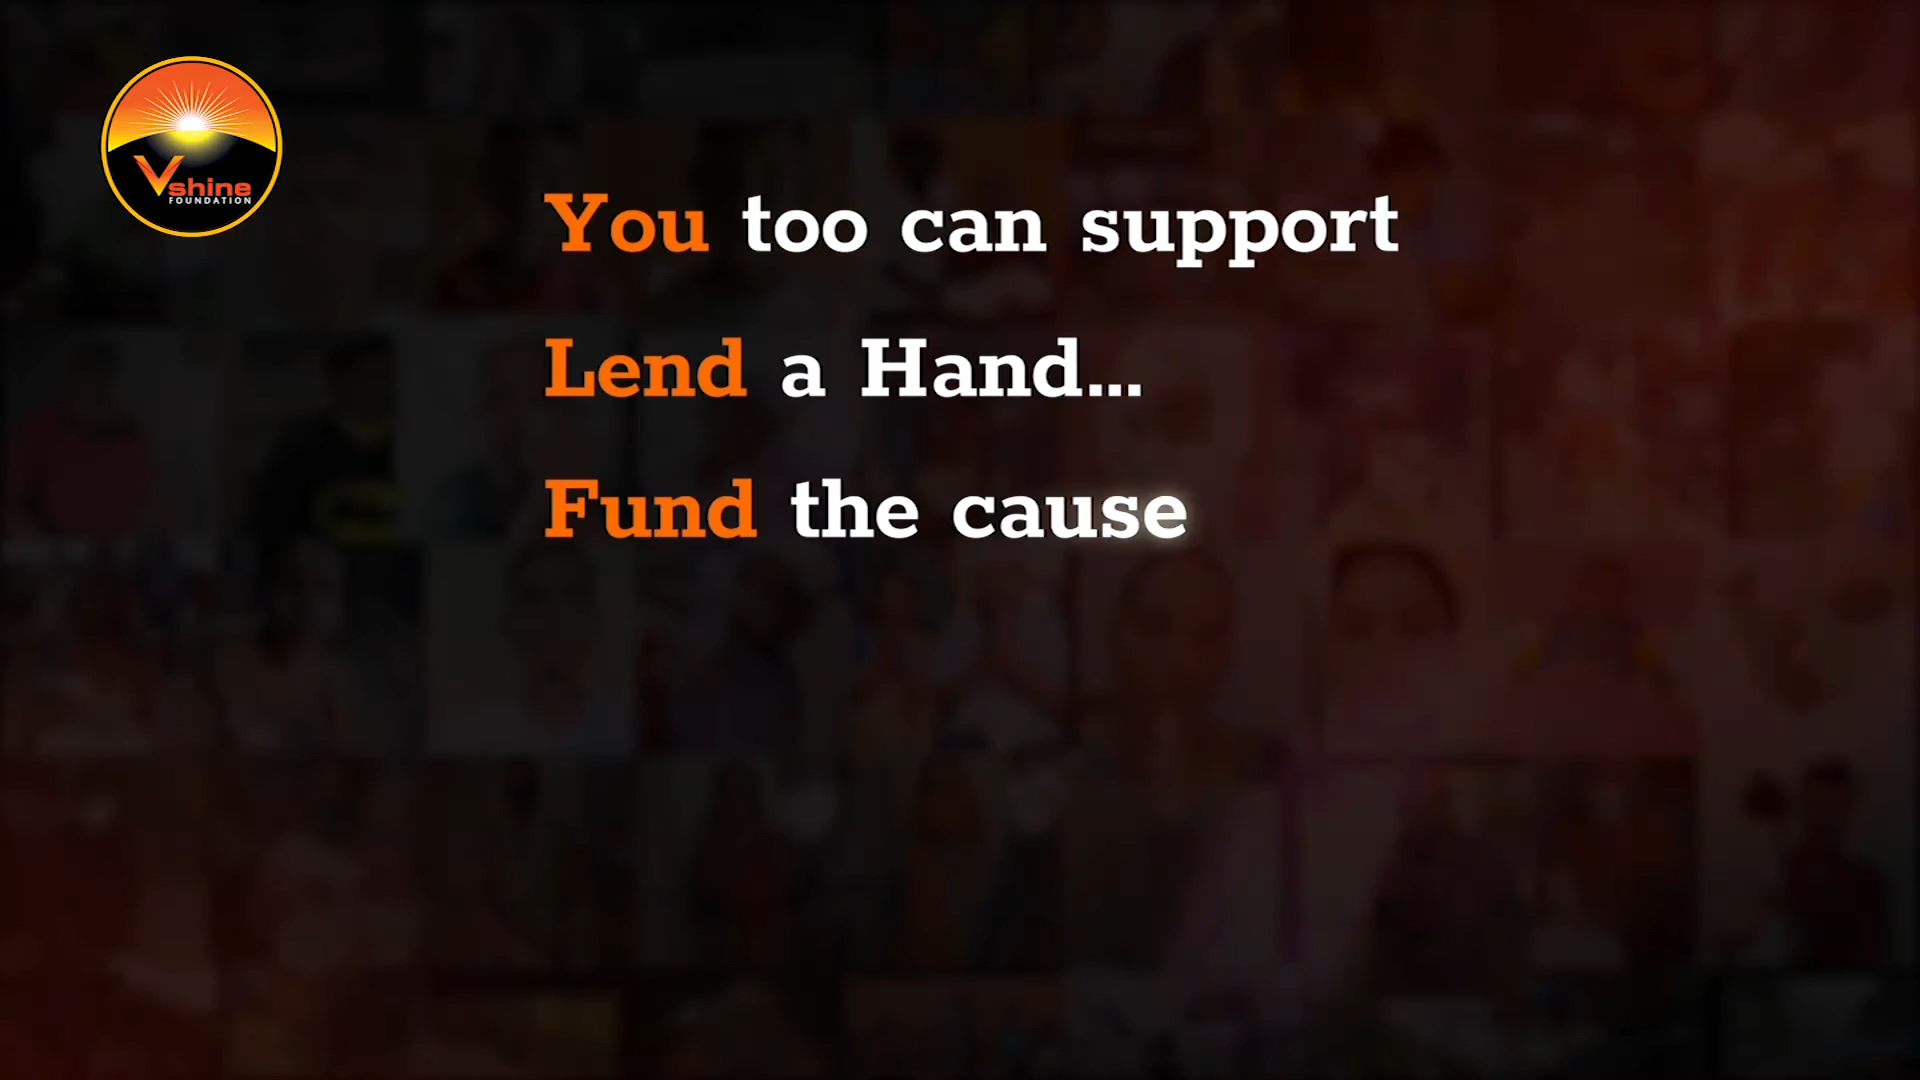 Vshine
FOUNDATION
You too can support
Lend a Hand...
Fund the cause